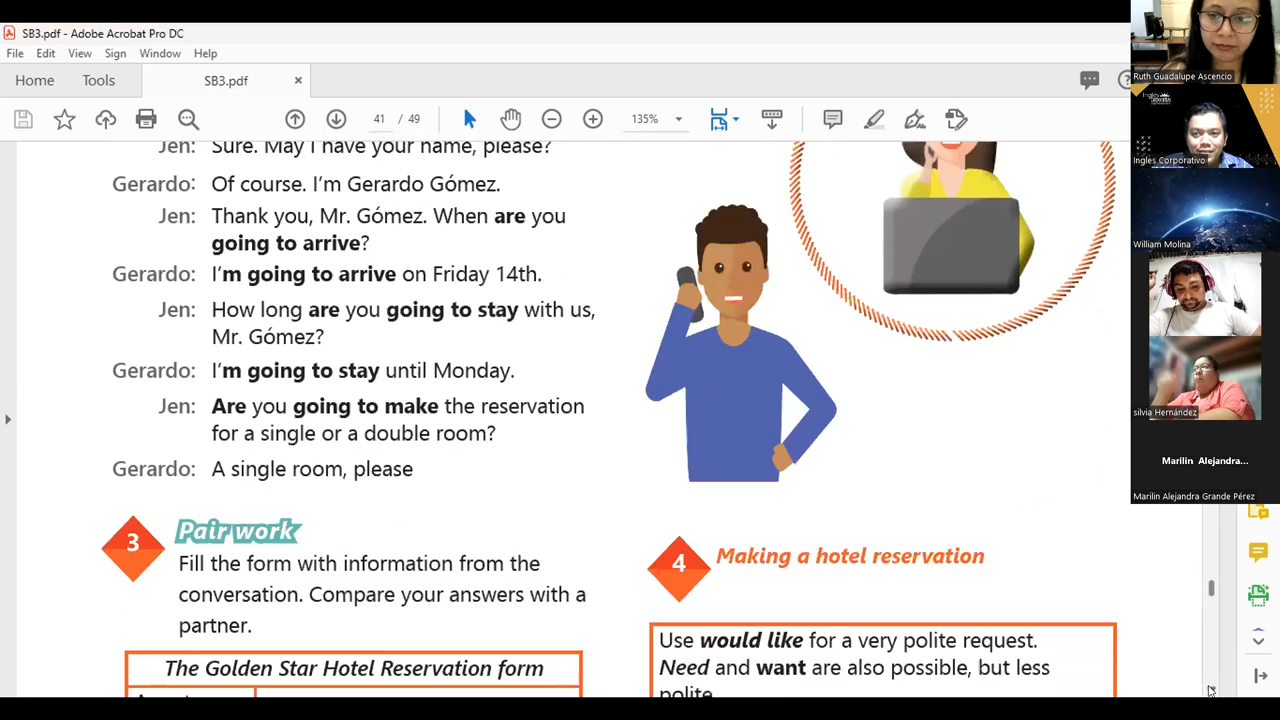 SB3.pdf - Adobe Acrobat Pro DC
File Edit View Sign Window Help
Home Tools SB3.pdf ×
41 / 49 135%
Jen: Sure. May I have your name, please?
Gerardo: Of course. I'm Gerardo Gómez.
Jen: Thank you, Mr. Gómez. When are you
going to arrive?
Gerardo: I'm going to arrive on Friday 14th.
Jen: How long are you going to stay with us,
Mr. Gómez?
Gerardo: I'm going to stay until Monday.
Jen: Are you going to make the reservation
for a single or a double room?
Gerardo: A single room, please
3 Pair work
Fill the form with information from the
conversation. Compare your answers with a
partner.
The Golden Star Hotel Reservation form
4 Making a hotel reservation
Use would like for a very polite request.
Need and want are also possible, but less
polite
Ruth Guadalupe Ascencio
Inglés
Ingles Corporativo
William Molina
silvia Hernández
Marilin Alejandra...
Marilin Alejandra Grande Pérez